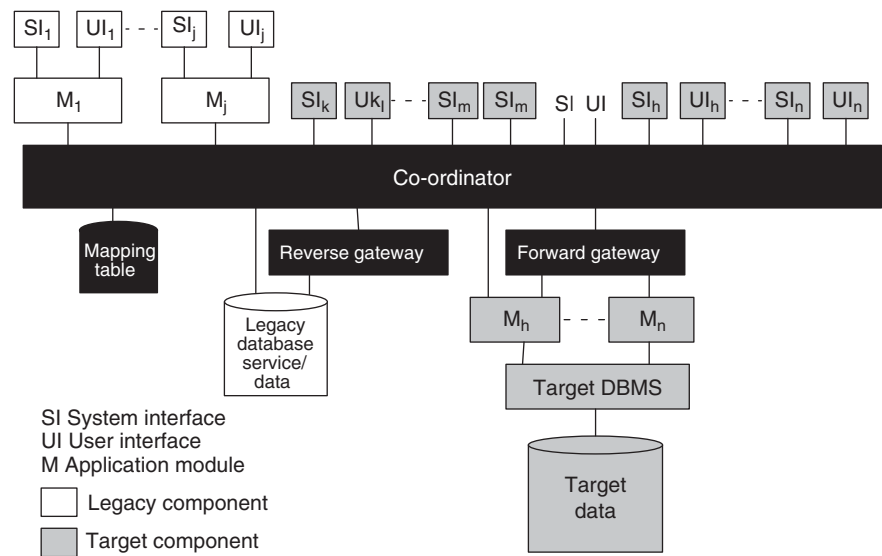 SI₁ UI₁ SIⱼ UIⱼ
M₁ Mⱼ
SIₖ Ukₗ SIₘ SIₘ SI UI SIₕ UIₕ SIₙ UIₙ
Co-ordinator
Mapping
table
Reverse gateway
Forward gateway
Legacy
database
service/
data
Mₕ Mₙ
Target DBMS
Target
data
SI System interface
UI User interface
M Application module
Legacy component
Target component